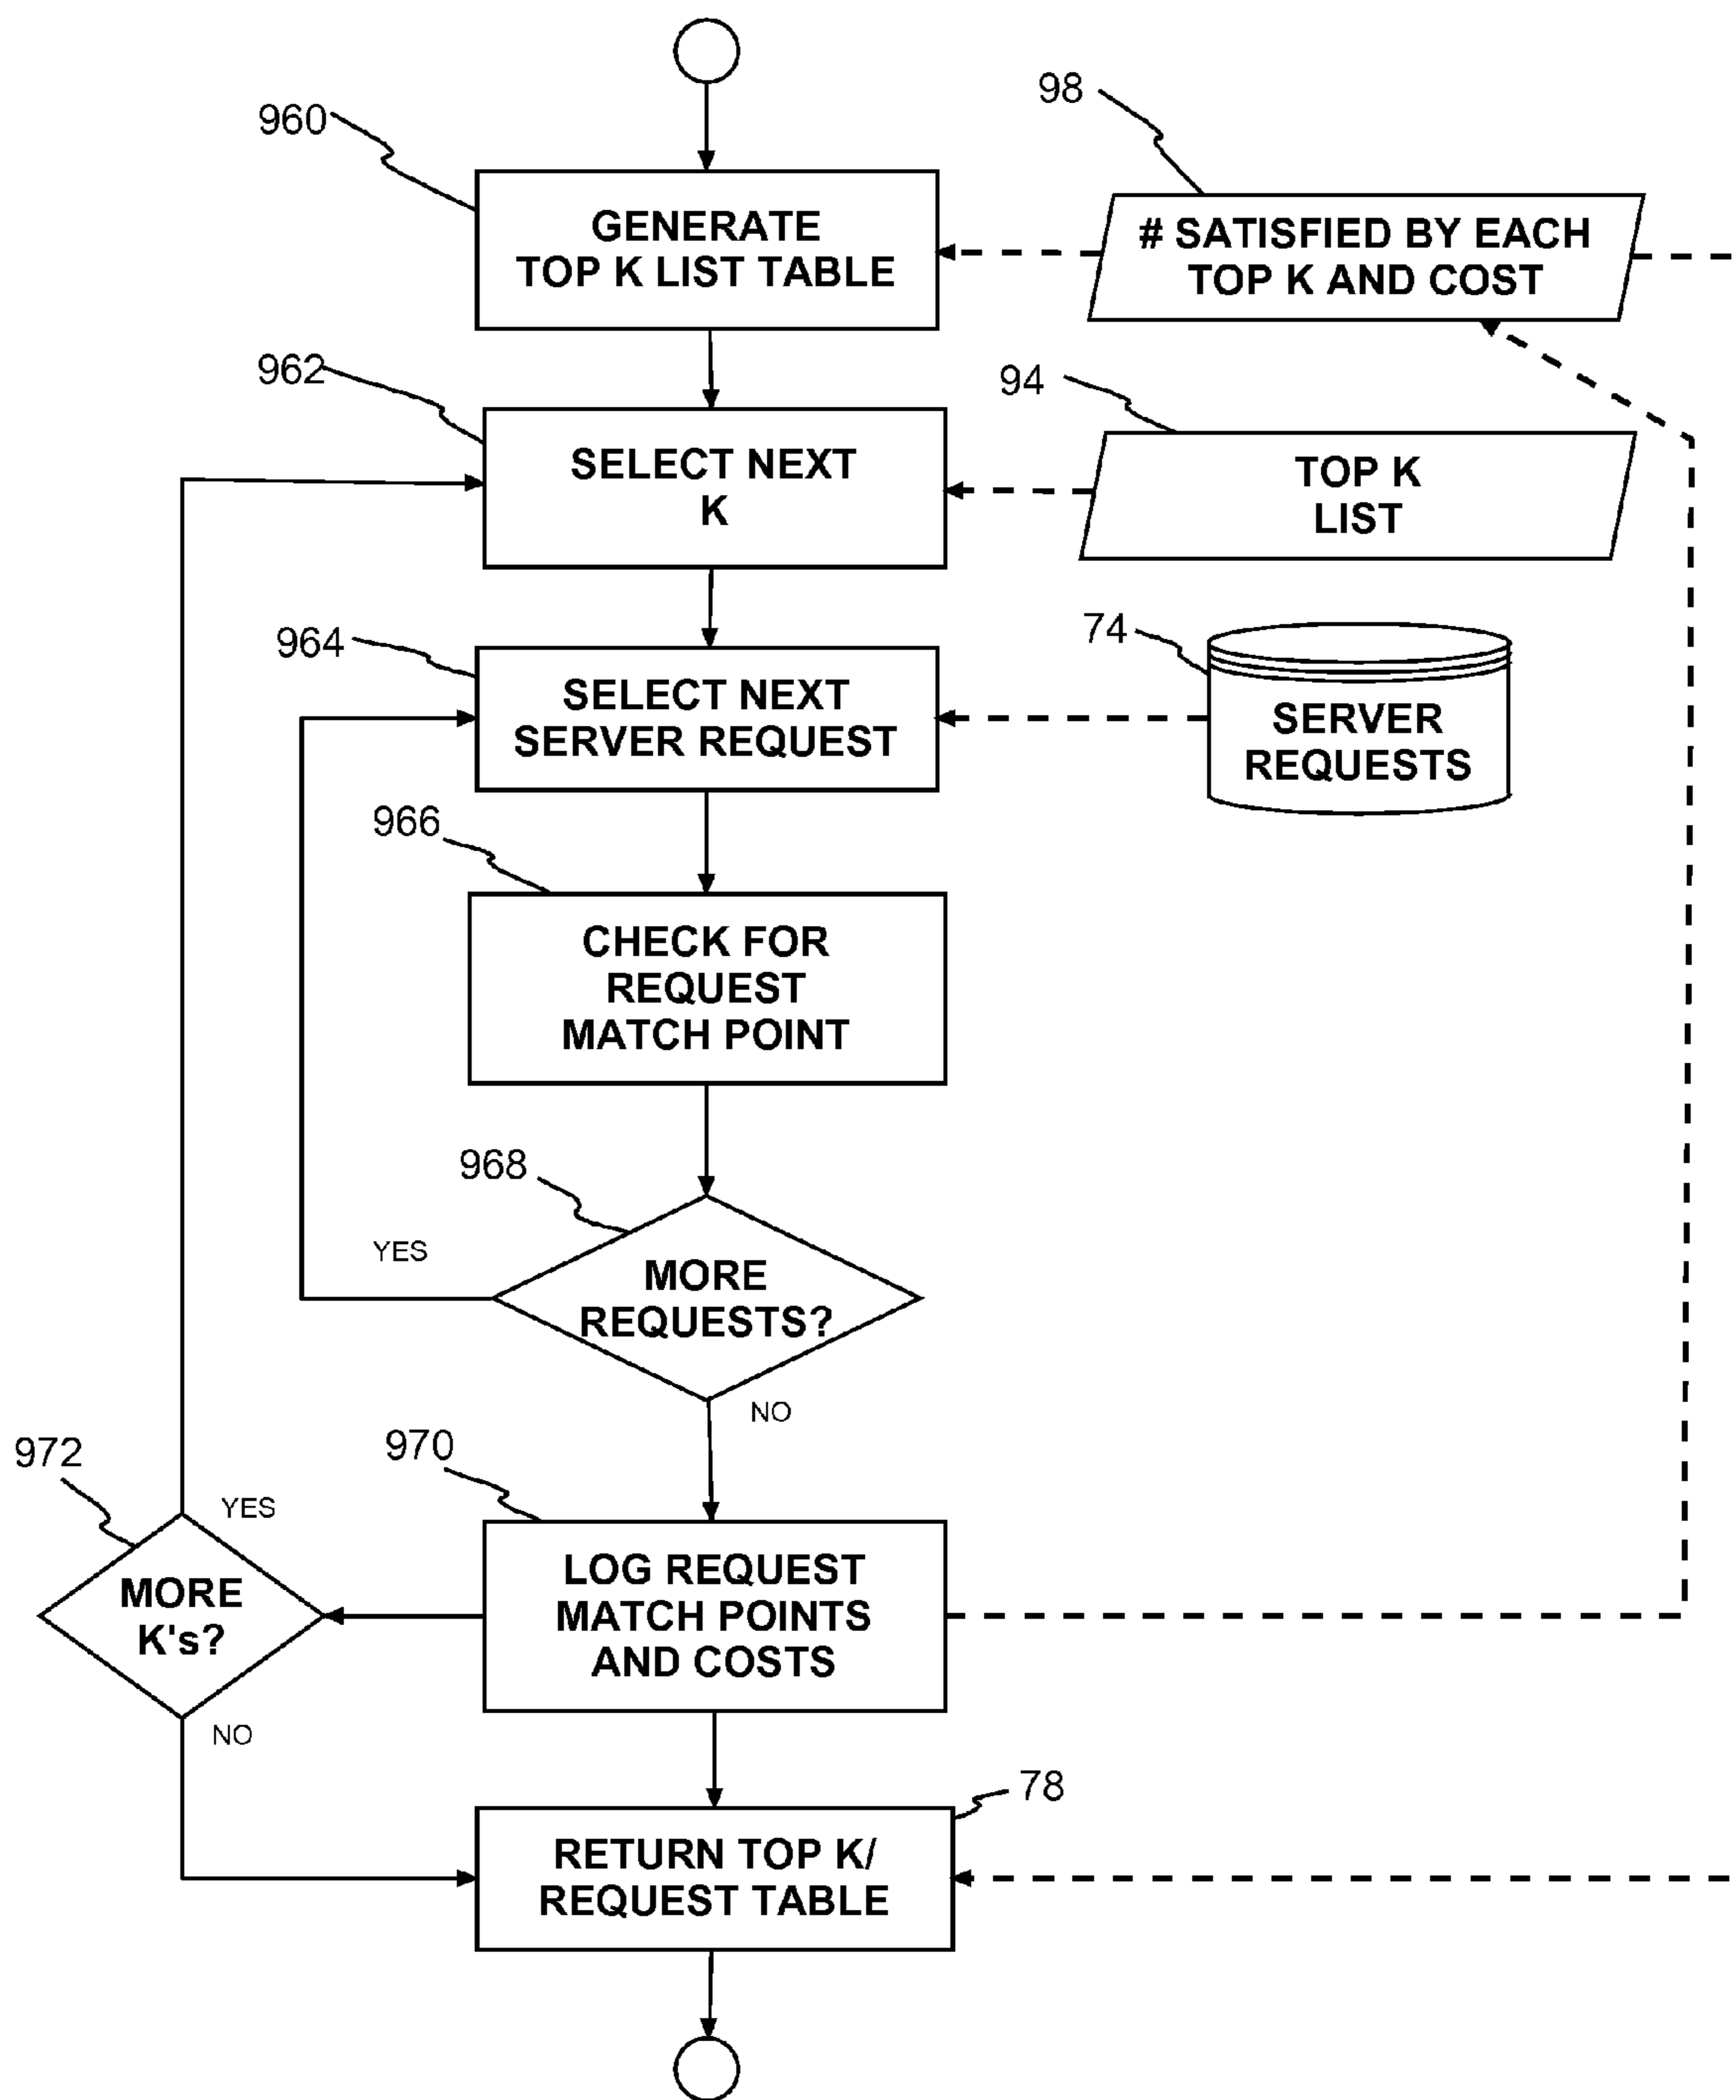 960
98
GENERATE
TOP K LIST TABLE
# SATISFIED BY EACH
TOP K AND COST
962
94
SELECT NEXT
K
TOP K
LIST
964
74
SELECT NEXT
SERVER REQUEST
SERVER
REQUESTS
966
CHECK FOR
REQUEST
MATCH POINT
968
YES
MORE
REQUESTS?
NO
972
970
YES
MORE
K's?
LOG REQUEST
MATCH POINTS
AND COSTS
NO
78
RETURN TOP K/
REQUEST TABLE